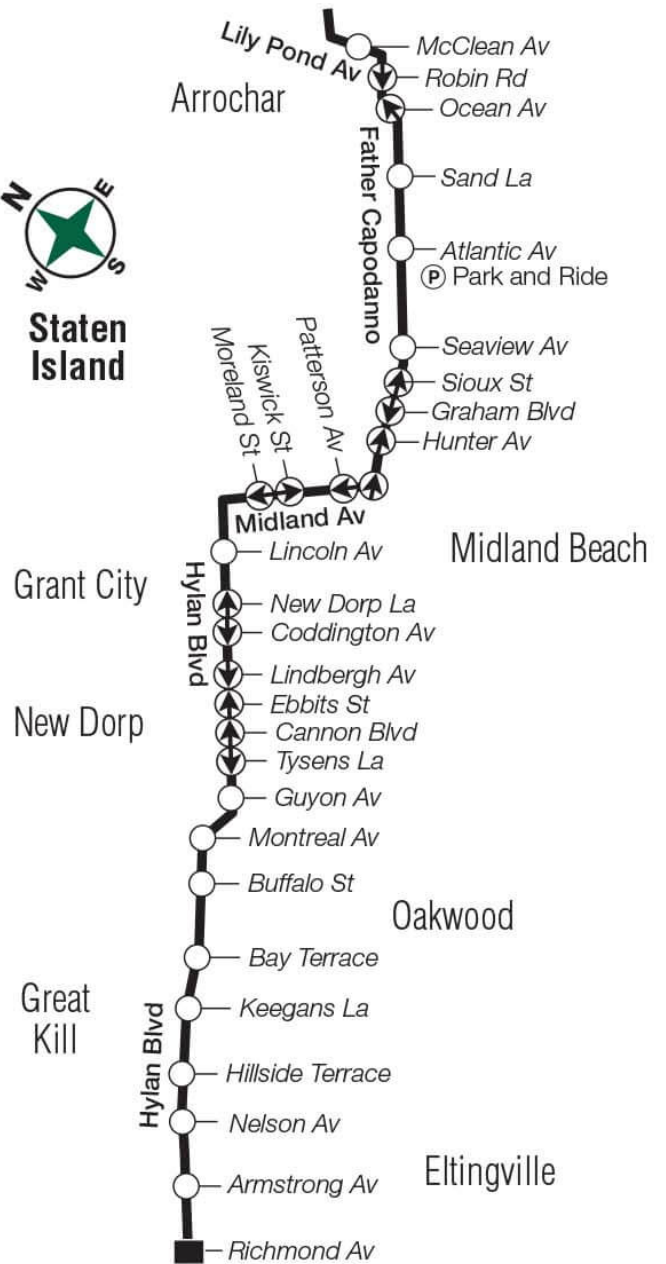 Lily Pond Av
McClean Av
Robin Rd
Arrochar
Ocean Av
Father Capodanno
Sand La
N
E
W
S
Atlantic Av
P Park and Ride
Staten
Island
Seaview Av
Sioux St
Graham Blvd
Hunter Av
Patterson Av
Kiswick St
Moreland St
Midland Av
Midland Beach
Lincoln Av
Grant City
Hylan Blvd
New Dorp La
Coddington Av
Lindbergh Av
Ebbits St
New Dorp
Cannon Blvd
Tysens La
Guyon Av
Montreal Av
Buffalo St
Oakwood
Bay Terrace
Great
Kill
Keegans La
Hylan Blvd
Hillside Terrace
Nelson Av
Eltingville
Armstrong Av
Richmond Av